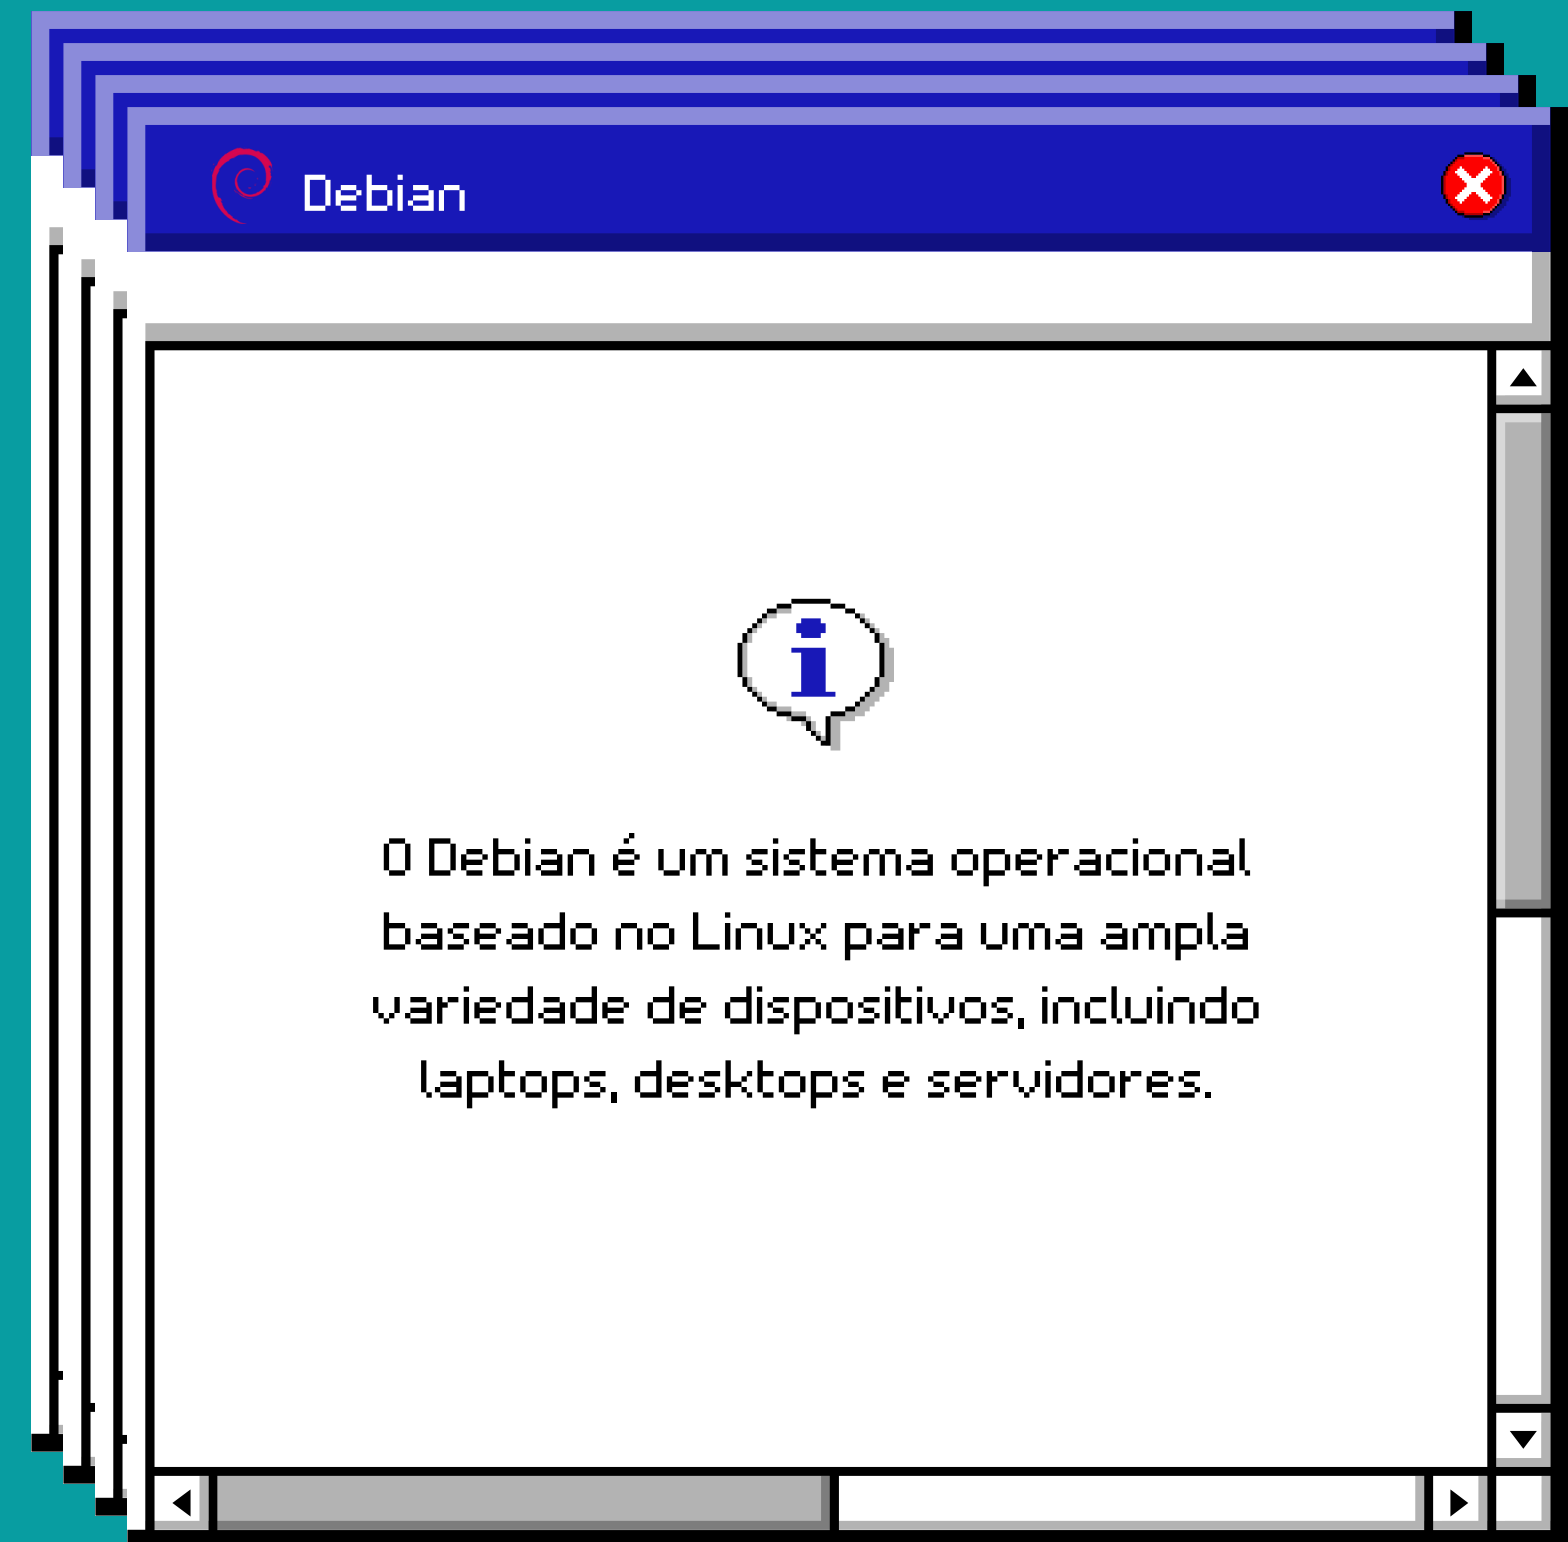 Debian
O Debian é um sistema operacional
baseado no Linux para uma ampla
variedade de dispositivos, incluindo
laptops, desktops e servidores.